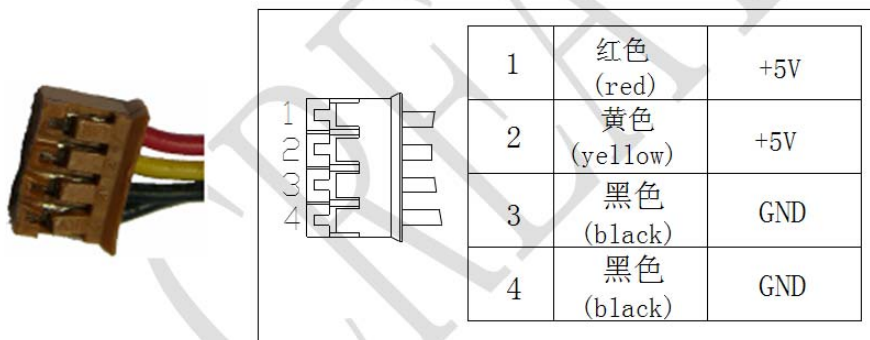 1
2
3
4
1 红色 +5V
(red)
2 黄色 +5V
(yellow)
3 黑色 GND
(black)
4 黑色 GND
(black)